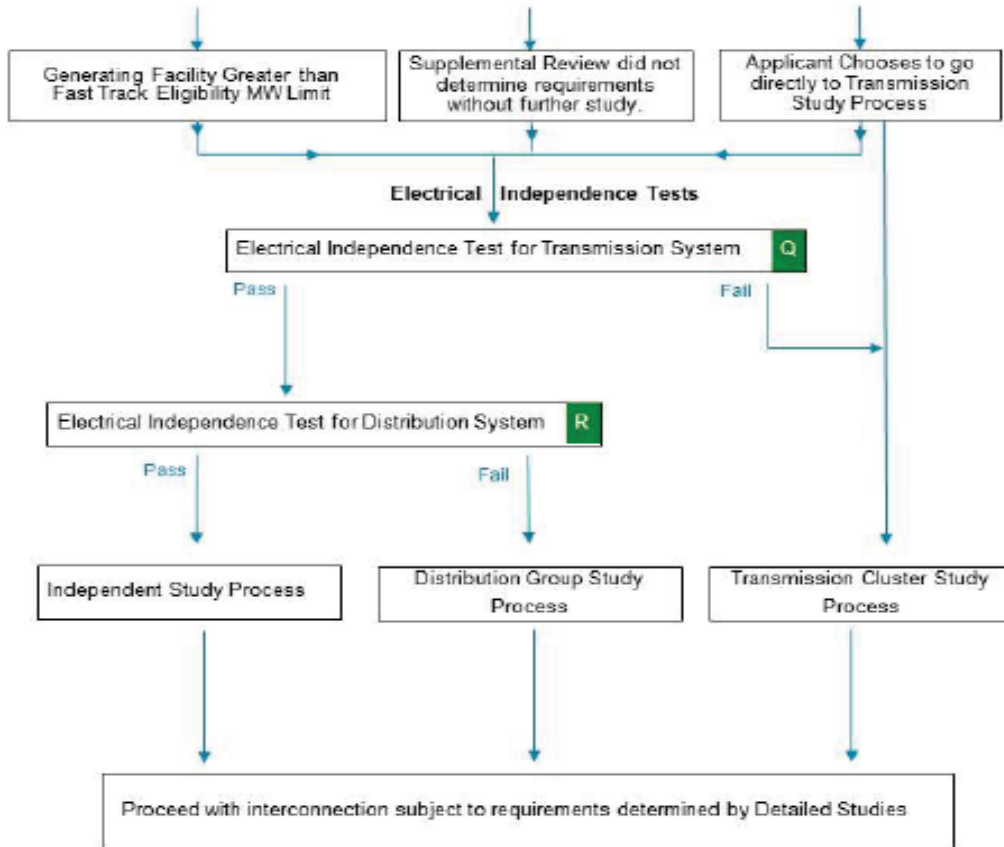 Generating Facility Greater than
Fast Track Eligibility MW Limit
Supplemental Review did not
determine requirements
without further study.
Applicant Chooses to go
directly to Transmission
Study Process
Electrical Independence Tests
Electrical Independence Test for Transmission System Q
Pass
Fail
Electrical Independence Test for Distribution System R
Pass
Fail
Independent Study Process
Distribution Group Study
Process
Transmission Cluster Study
Process
Proceed with interconnection subject to requirements determined by Detailed Studies